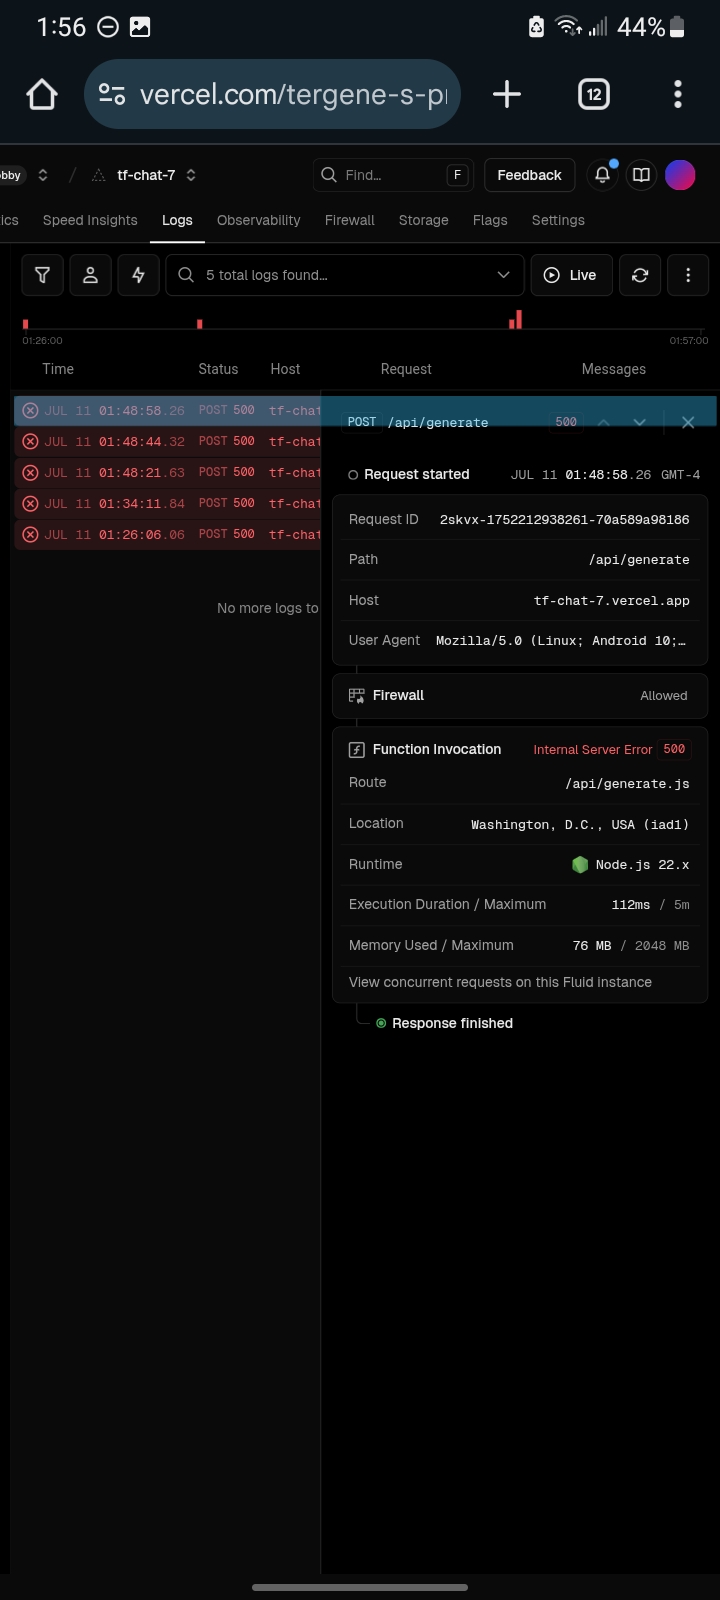 1:56
44%
vercel.com/tergene-s-pr
12
obby
/
tf-chat-7
Find...
F
Feedback
ics
Speed Insights
Logs
Observability
Firewall
Storage
Flags
Settings
5 total logs found...
Live
01:26:00
01:57:00
Time
Status
Host
Request
Messages
JUL 11 01:48:58.26 POST 500 tf-chat
JUL 11 01:48:44.32 POST 500 tf-chat
JUL 11 01:48:21.63 POST 500 tf-chat
JUL 11 01:34:11.84 POST 500 tf-chat
JUL 11 01:26:06.06 POST 500 tf-chat
No more logs to
POST /api/generate 500
Request started JUL 11 01:48:58.26 GMT-4
Request ID 2skvx-1752212938261-70a589a98186
Path /api/generate
Host tf-chat-7.vercel.app
User Agent Mozilla/5.0 (Linux; Android 10;…
Firewall Allowed
Function Invocation Internal Server Error 500
Route /api/generate.js
Location Washington, D.C., USA (iad1)
Runtime Node.js 22.x
Execution Duration / Maximum 112ms / 5m
Memory Used / Maximum 76 MB / 2048 MB
View concurrent requests on this Fluid instance
Response finished